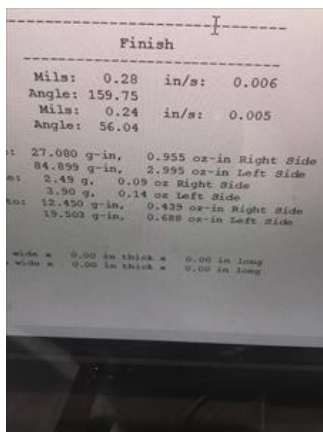 Finish
Mils: 0.28 in/s: 0.006
Angle: 159.75
Mils: 0.24 in/s: 0.005
Angle: 56.04
: 27.080 g-in, 0.955 oz-in Right Side
84.899 g-in, 2.995 oz-in Left Side
: 2.49 g, 0.09 oz Right Side
3.90 g, 0.14 oz Left Side
to: 12.450 g-in, 0.439 oz-in Right Side
19.503 g-in, 0.688 oz-in Left Side
wide x 0.00 in thick x 0.00 in long
wide x 0.00 in thick x 0.00 in long